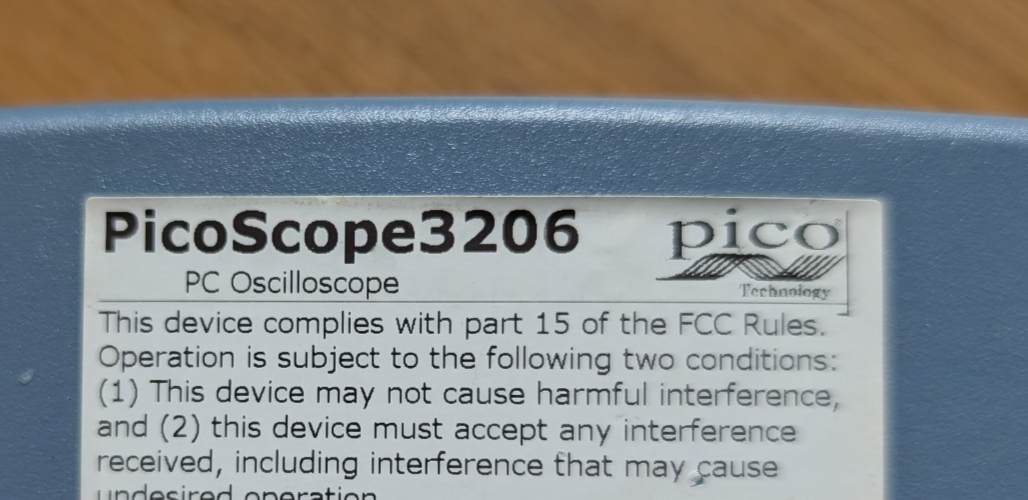 PicoScope3206
pico
PC Oscilloscope
Technology
This device complies with part 15 of the FCC Rules.
Operation is subject to the following two conditions:
(1) This device may not cause harmful interference,
and (2) this device must accept any interference
received, including interference that may cause
undesired operation